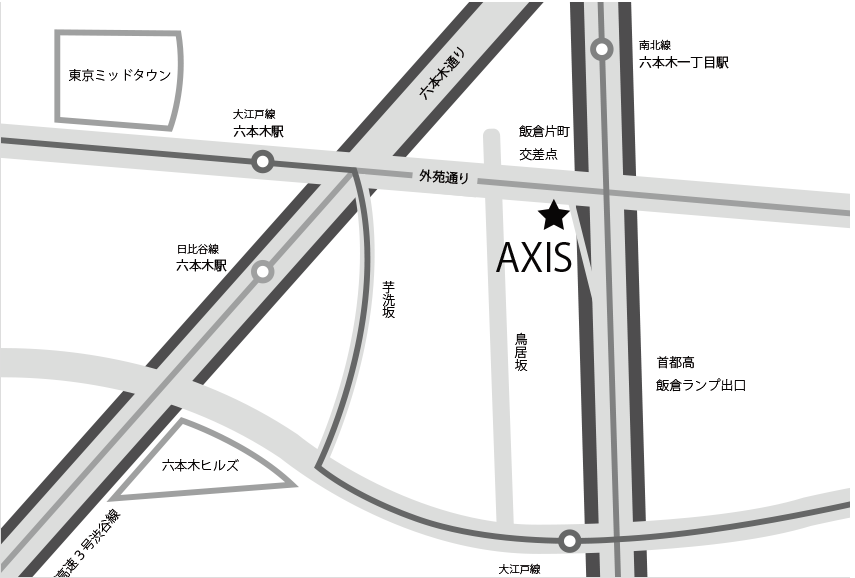 南北線
六本木一丁目駅
六本木通り
東京ミッドタウン
大江戸線
六本木駅
飯倉片町
交差点
外苑通り
AXIS
日比谷線
六本木駅
芋洗坂
鳥居坂
首都高
飯倉ランプ出口
六本木ヒルズ
高速3号渋谷線
大江戸線